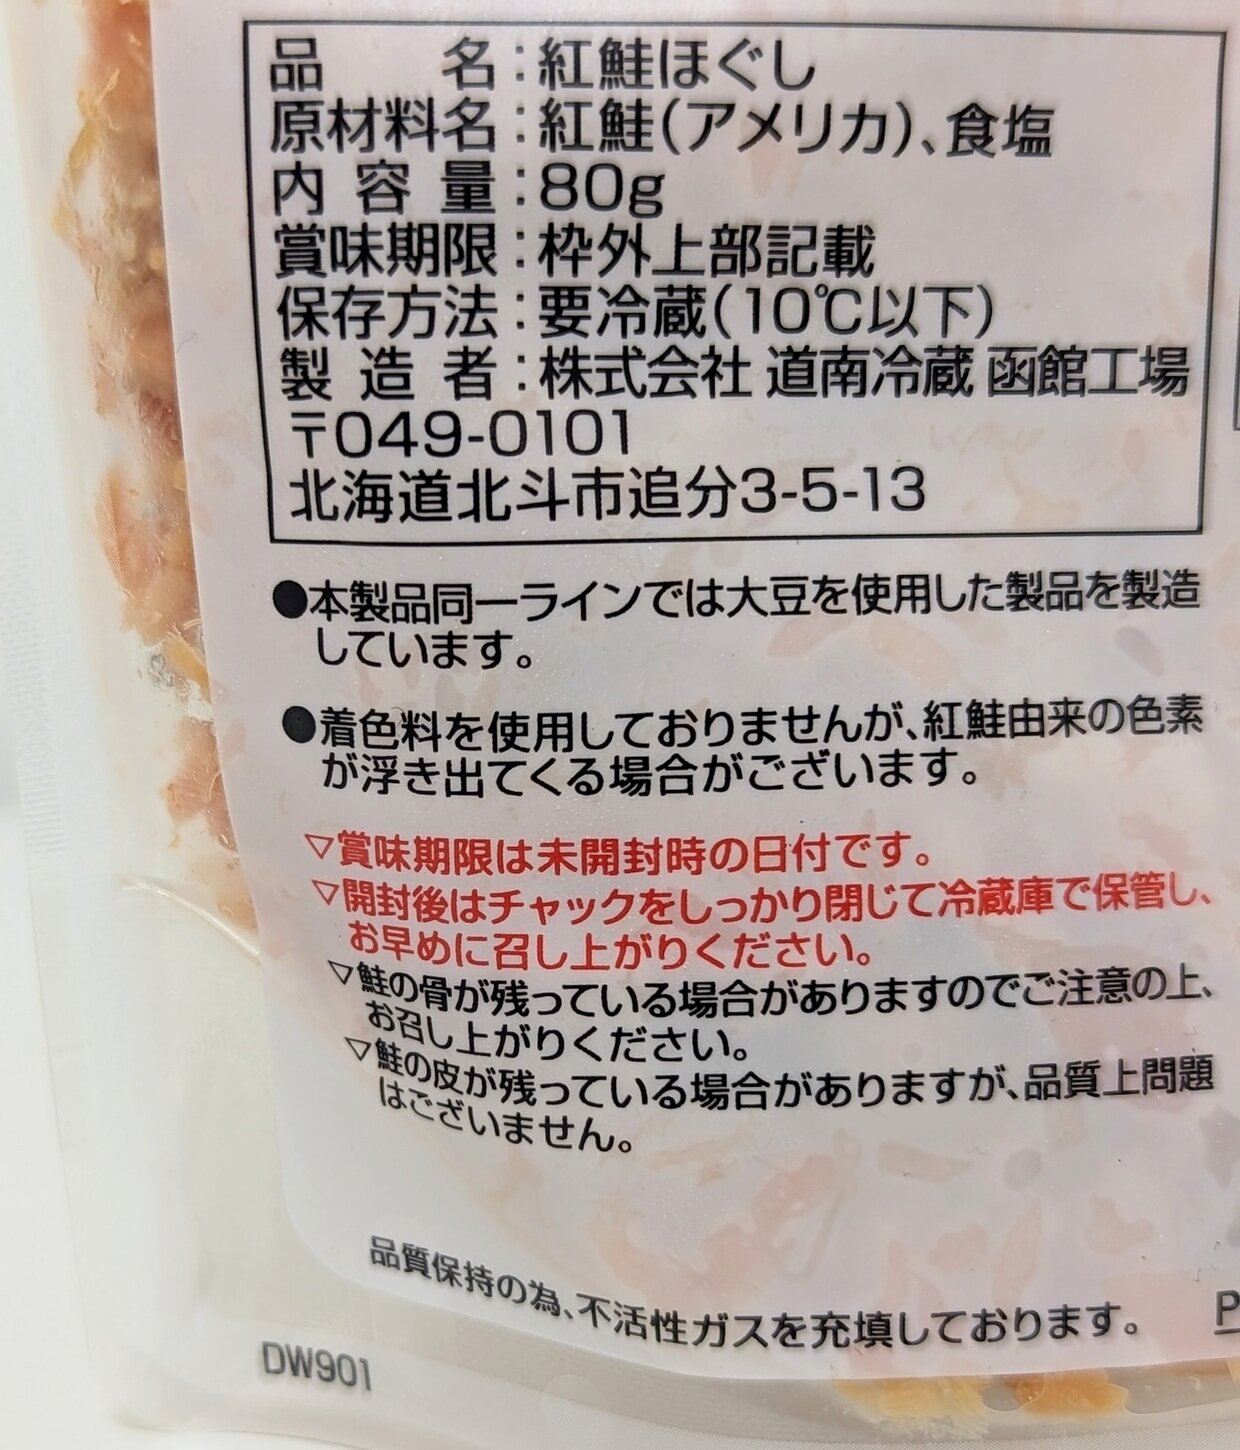 品名：紅鮭ほぐし
原材料名：紅鮭(アメリカ)、食塩
内容量：80g
賞味期限：枠外上部記載
保存方法：要冷蔵(10℃以下)
製造者：株式会社 道南冷蔵 函館工場
〒049-0101
北海道北斗市追分3-5-13
●本製品同一ラインでは大豆を使用した製品を製造
しています。
●着色料を使用しておりませんが、紅鮭由来の色素
が浮き出てくる場合がございます。
▽賞味期限は未開封時の日付です。
▽開封後はチャックをしっかり閉じて冷蔵庫で保管し、
お早めに召し上がりください。
▽鮭の骨が残っている場合がありますのでご注意の上、
お召し上がりください。
▽鮭の皮が残っている場合がありますが、品質上問題
はございません。
品質保持の為、不活性ガスを充填しております。
P
DW901